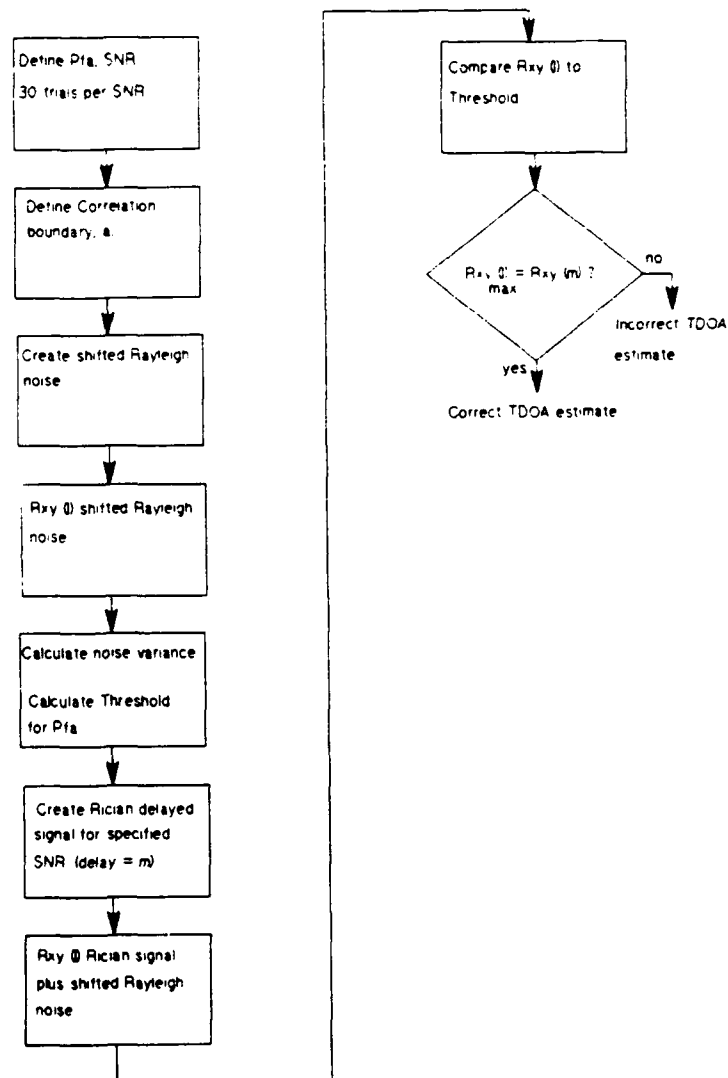 Define Pfa, SNR
30 trials per SNR
Define Correlation
boundary, a.
Create shifted Rayleigh
noise
Rxy (l) shifted Rayleigh
noise
Calculate noise variance
Calculate Threshold
for Pfa
Create Rician delayed
signal for specified
SNR (delay = m)
Rxy (l) Rician signal
plus shifted Rayleigh
noise
Compare Rxy (l) to
Threshold
Rxy (l) = Rxy (m) ?
max
no
Incorrect TDOA
estimate
yes
Correct TDOA estimate